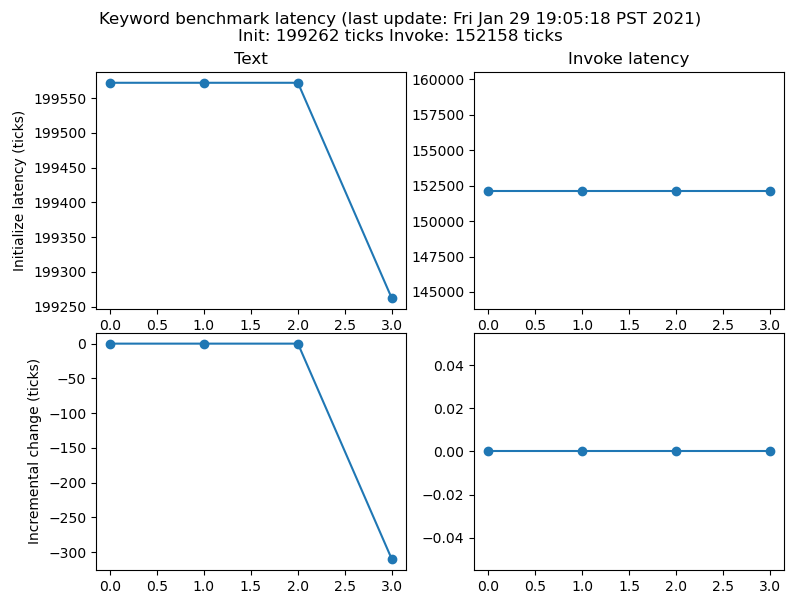 Keyword benchmark latency (last update: Fri Jan 29 19:05:18 PST 2021)
Init: 199262 ticks Invoke: 152158 ticks
Text
Invoke latency
Initialize latency (ticks)
199550
199500
199450
199400
199350
199300
199250
0.0 0.5 1.0 1.5 2.0 2.5 3.0
160000
157500
155000
152500
150000
147500
145000
0.0 0.5 1.0 1.5 2.0 2.5 3.0
Incremental change (ticks)
0
−50
−100
−150
−200
−250
−300
0.0 0.5 1.0 1.5 2.0 2.5 3.0
0.04
0.02
0.00
−0.02
−0.04
0.0 0.5 1.0 1.5 2.0 2.5 3.0